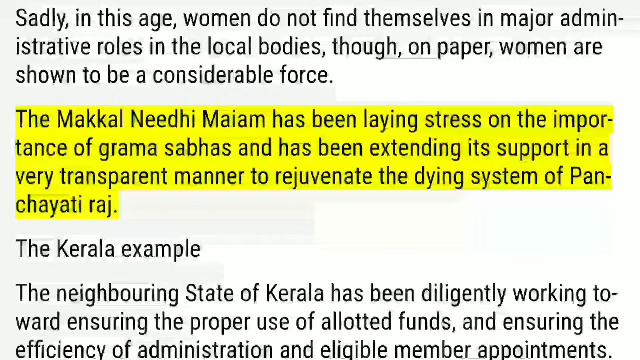 Sadly, in this age, women do not find themselves in major admin-
istrative roles in the local bodies, though, on paper, women are
shown to be a considerable force.
The Makkal Needhi Maiam has been laying stress on the impor-
tance of grama sabhas and has been extending its support in a
very transparent manner to rejuvenate the dying system of Pan-
chayati raj.
The Kerala example
The neighbouring State of Kerala has been diligently working to-
ward ensuring the proper use of allotted funds, and ensuring the
efficiency of administration and eligible member appointments.